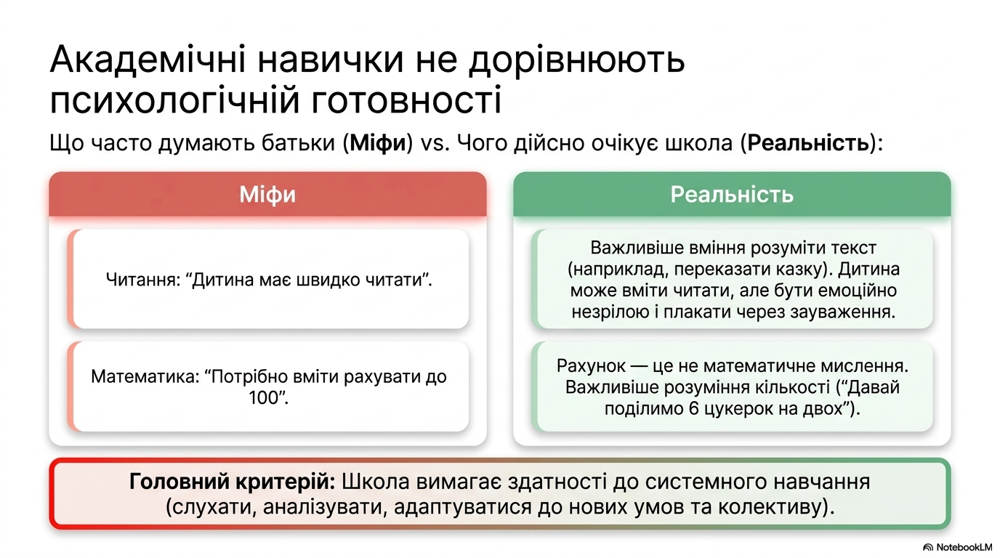 Академічні навички не дорівнюють
психологічній готовності
Що часто думають батьки (Міфи) vs. Чого дійсно очікує школа (Реальність):
Міфи
Читання: “Дитина має швидко читати”.
Математика: “Потрібно вміти рахувати до
100”.
Реальність
Важливіше вміння розуміти текст
(наприклад, переказати казку). Дитина
може вміти читати, але бути емоційно
незрілою і плакати через зауваження.
Рахунок — це не математичне мислення.
Важливіше розуміння кількості (“Давай
поділимо 6 цукерок на двох”).
Головний критерій: Школа вимагає здатності до системного навчання
(слухати, аналізувати, адаптуватися до нових умов та колективу).
NotebookLM